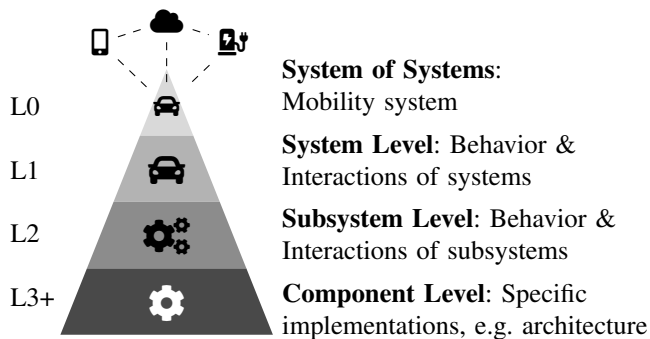 System of Systems:
L0 Mobility system
System Level: Behavior &
L1 Interactions of systems
Subsystem Level: Behavior &
L2 Interactions of subsystems
Component Level: Specific
L3+ implementations, e.g. architecture